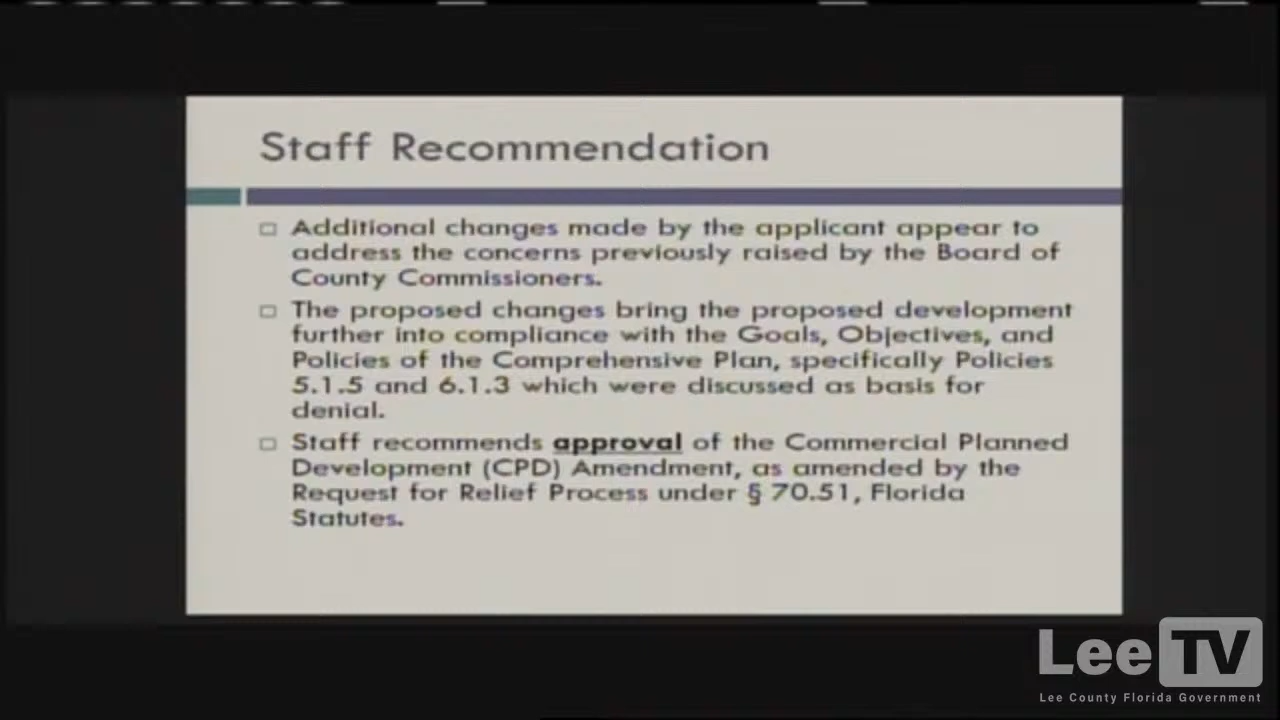 Staff Recommendation
Additional changes made by the applicant appear to
address the concerns previously raised by the Board of
County Commissioners.
The proposed changes bring the proposed development
further into compliance with the Goals, Objectives, and
Policies of the Comprehensive Plan, specifically Policies
5.1.5 and 6.1.3 which were discussed as basis for
denial.
Staff recommends approval of the Commercial Planned
Development (CPD) Amendment, as amended by the
Request for Relief Process under § 70.51, Florida
Statutes.
Lee TV
Lee County Florida Government